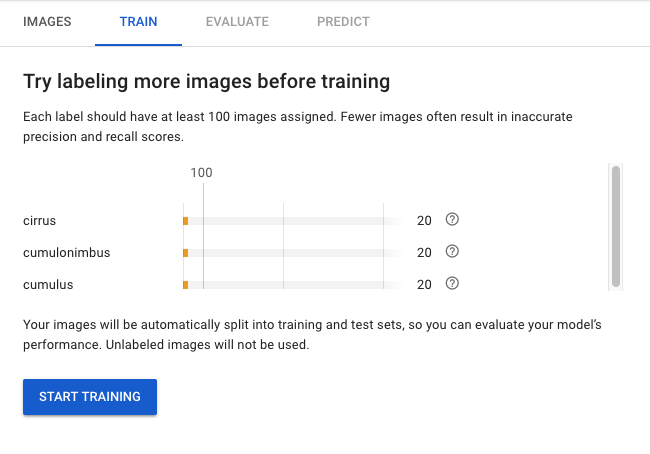 IMAGES TRAIN EVALUATE PREDICT
Try labeling more images before training
Each label should have at least 100 images assigned. Fewer images often result in inaccurate
precision and recall scores.
100
cirrus 20
cumulonimbus 20
cumulus 20
Your images will be automatically split into training and test sets, so you can evaluate your model's
performance. Unlabeled images will not be used.
START TRAINING